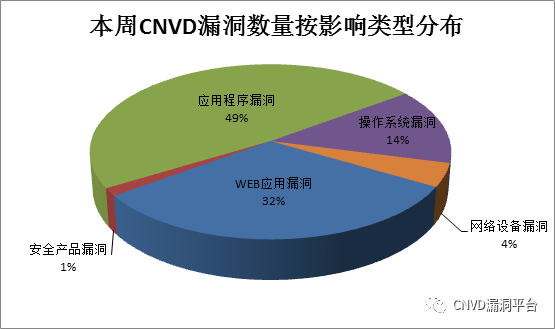 本周CNVD漏洞数量按影响类型分布
应用程序漏洞
49%
操作系统漏洞
14%
WEB应用漏洞
32%
网络设备漏洞
4%
安全产品漏洞
1%
CNVD漏洞平台